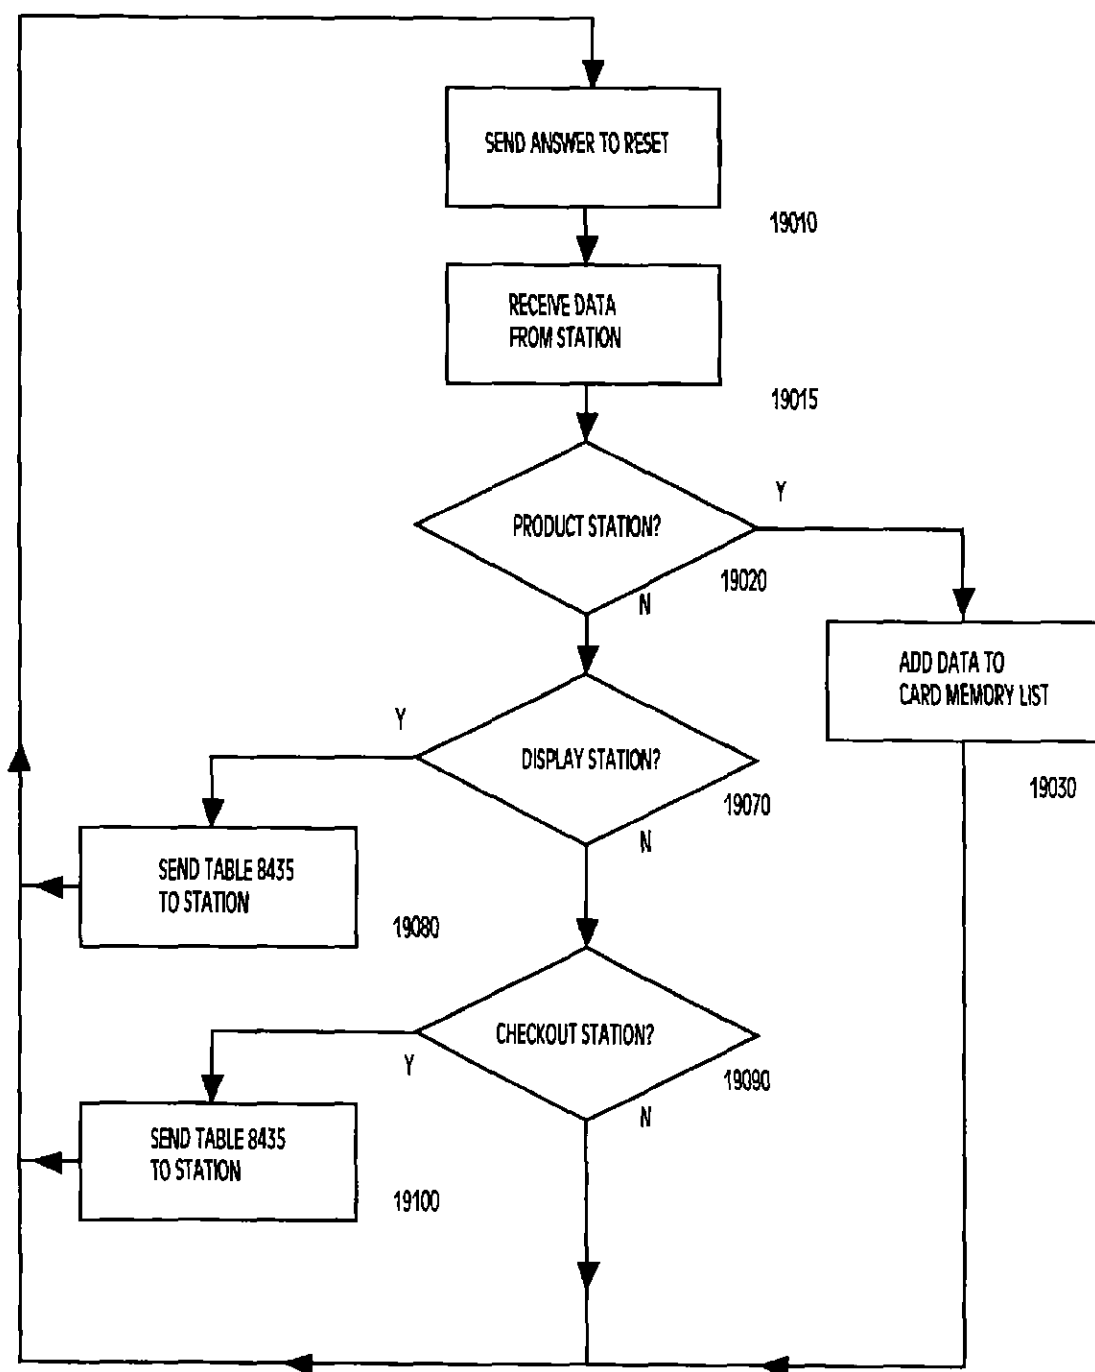 SEND ANSWER TO RESET
19010
RECEIVE DATA
FROM STATION
19015
Y
PRODUCT STATION?
19020
N
ADD DATA TO
CARD MEMORY LIST
19030
Y
DISPLAY STATION?
19070
N
SEND TABLE 8435
TO STATION
19080
CHECKOUT STATION?
Y
19090
N
SEND TABLE 8435
TO STATION
19100